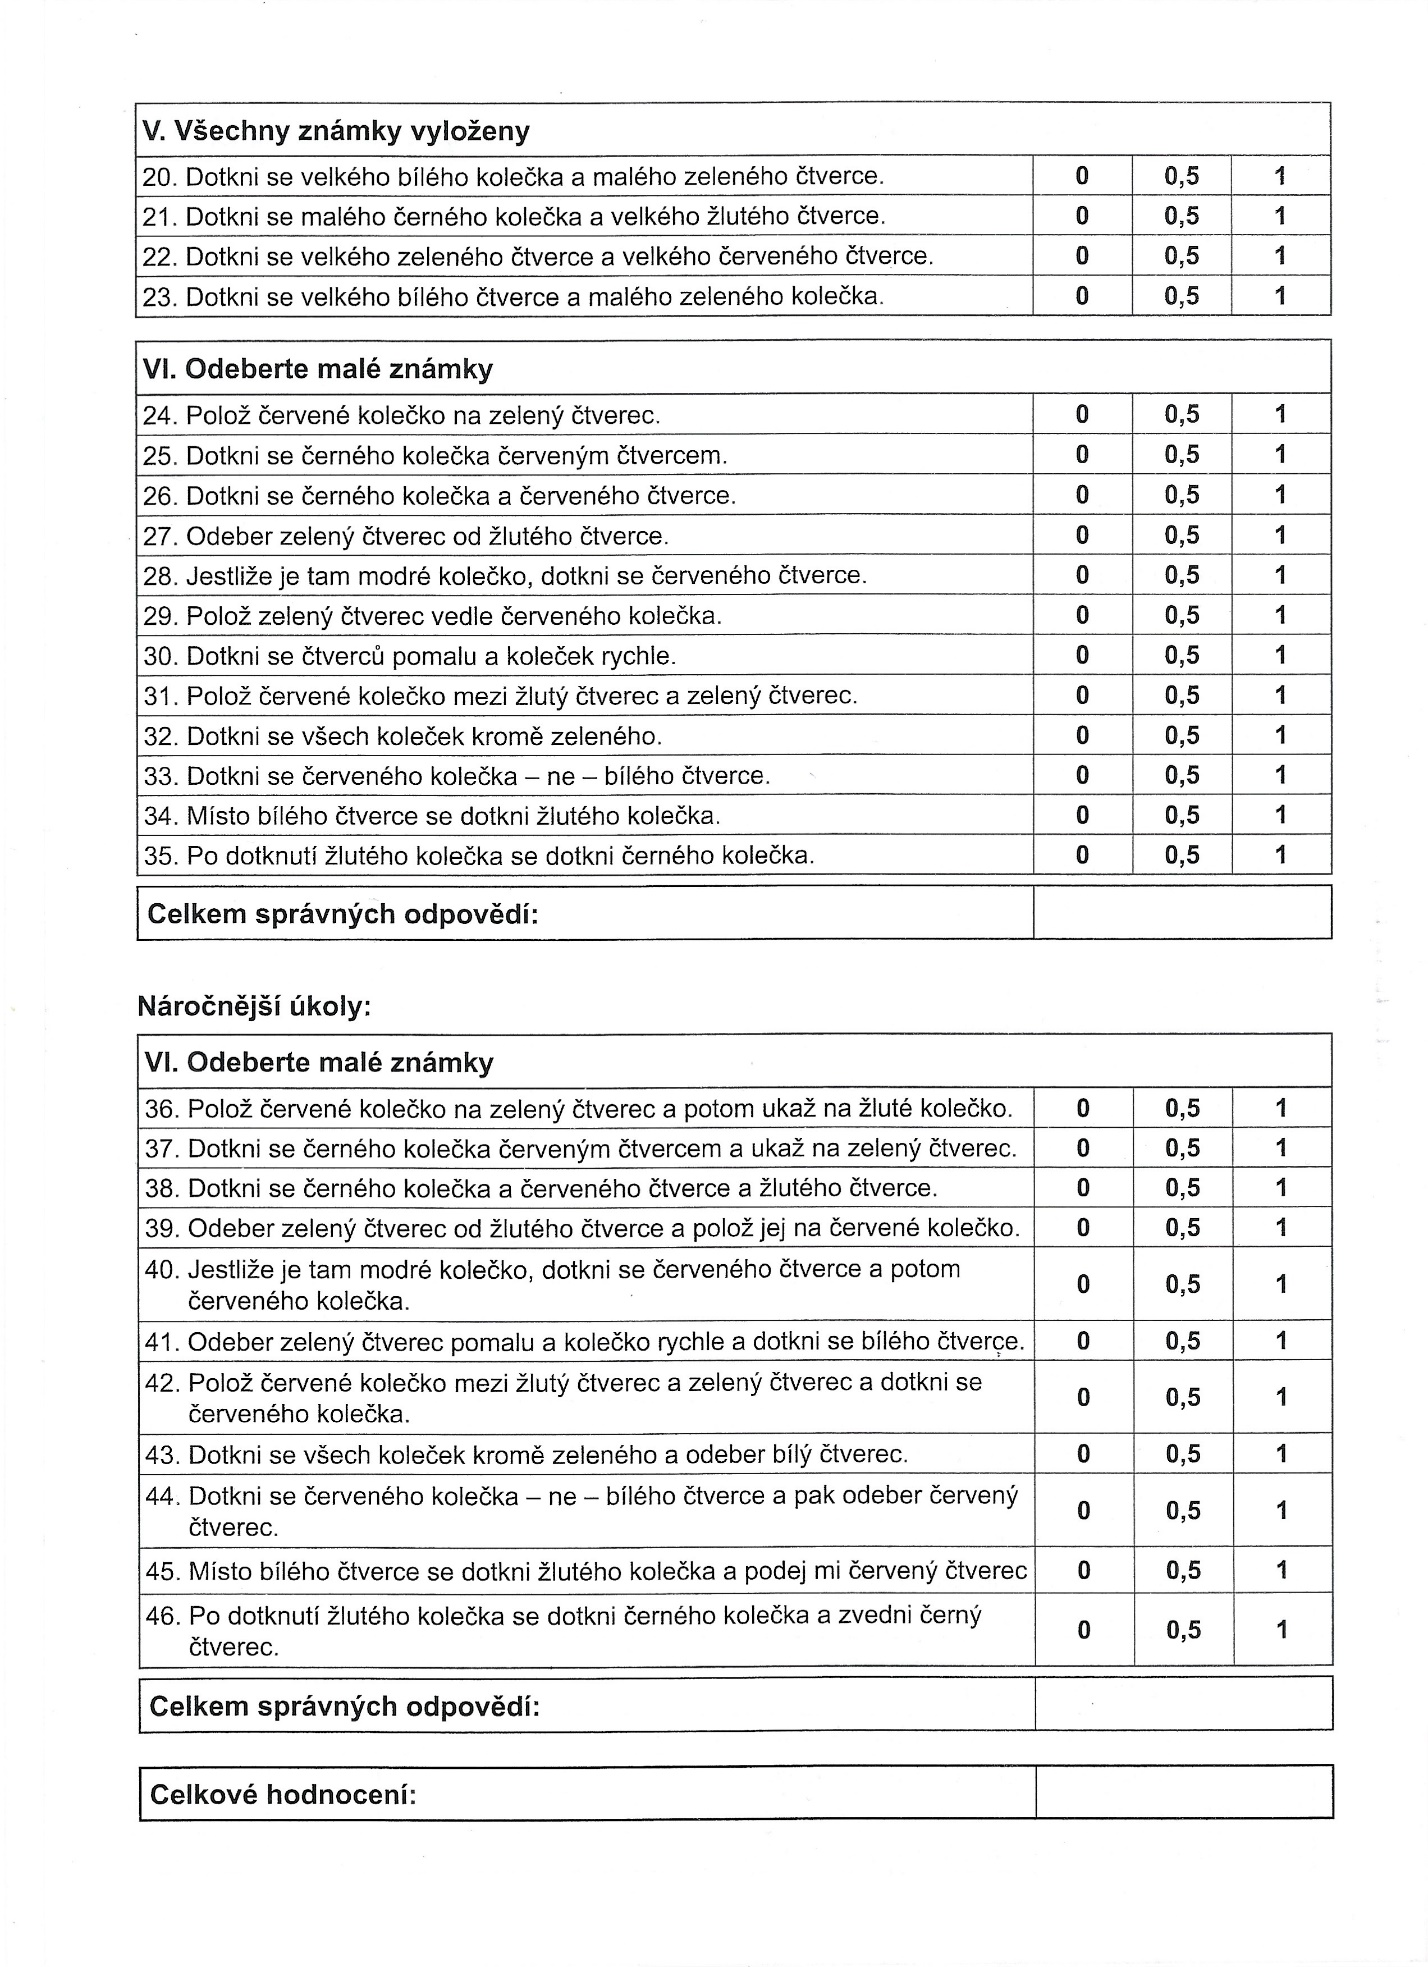 V. Všechny známky vyloženy
20. Dotkni se velkého bílého kolečka a malého zeleného čtverce. 0 0,5 1
21. Dotkni se malého černého kolečka a velkého žlutého čtverce. 0 0,5 1
22. Dotkni se velkého zeleného čtverce a velkého červeného čtverce. 0 0,5 1
23. Dotkni se velkého bílého čtverce a malého zeleného kolečka. 0 0,5 1
VI. Odeberte malé známky
24. Polož červené kolečko na zelený čtverec. 0 0,5 1
25. Dotkni se černého kolečka červeným čtvercem. 0 0,5 1
26. Dotkni se černého kolečka a červeného čtverce. 0 0,5 1
27. Odeber zelený čtverec od žlutého čtverce. 0 0,5 1
28. Jestliže je tam modré kolečko, dotkni se červeného čtverce. 0 0,5 1
29. Polož zelený čtverec vedle červeného kolečka. 0 0,5 1
30. Dotkni se čtverců pomalu a koleček rychle. 0 0,5 1
31. Polož červené kolečko mezi žlutý čtverec a zelený čtverec. 0 0,5 1
32. Dotkni se všech koleček kromě zeleného. 0 0,5 1
33. Dotkni se červeného kolečka – ne – bílého čtverce. 0 0,5 1
34. Místo bílého čtverce se dotkni žlutého kolečka. 0 0,5 1
35. Po dotknutí žlutého kolečka se dotkni černého kolečka. 0 0,5 1
Celkem správných odpovědí:
Náročnější úkoly:
VI. Odeberte malé známky
36. Polož červené kolečko na zelený čtverec a potom ukaž na žluté kolečko. 0 0,5 1
37. Dotkni se černého kolečka červeným čtvercem a ukaž na zelený čtverec. 0 0,5 1
38. Dotkni se černého kolečka a červeného čtverce a žlutého čtverce. 0 0,5 1
39. Odeber zelený čtverec od žlutého čtverce a polož jej na červené kolečko. 0 0,5 1
40. Jestliže je tam modré kolečko, dotkni se červeného čtverce a potom
červeného kolečka. 0 0,5 1
41. Odeber zelený čtverec pomalu a kolečko rychle a dotkni se bílého čtverce. 0 0,5 1
42. Polož červené kolečko mezi žlutý čtverec a zelený čtverec a dotkni se
červeného kolečka. 0 0,5 1
43. Dotkni se všech koleček kromě zeleného a odeber bílý čtverec. 0 0,5 1
44. Dotkni se červeného kolečka – ne – bílého čtverce a pak odeber červený
čtverec. 0 0,5 1
45. Místo bílého čtverce se dotkni žlutého kolečka a podej mi červený čtverec 0 0,5 1
46. Po dotknutí žlutého kolečka se dotkni černého kolečka a zvedni černý
čtverec. 0 0,5 1
Celkem správných odpovědí:
Celkové hodnocení: